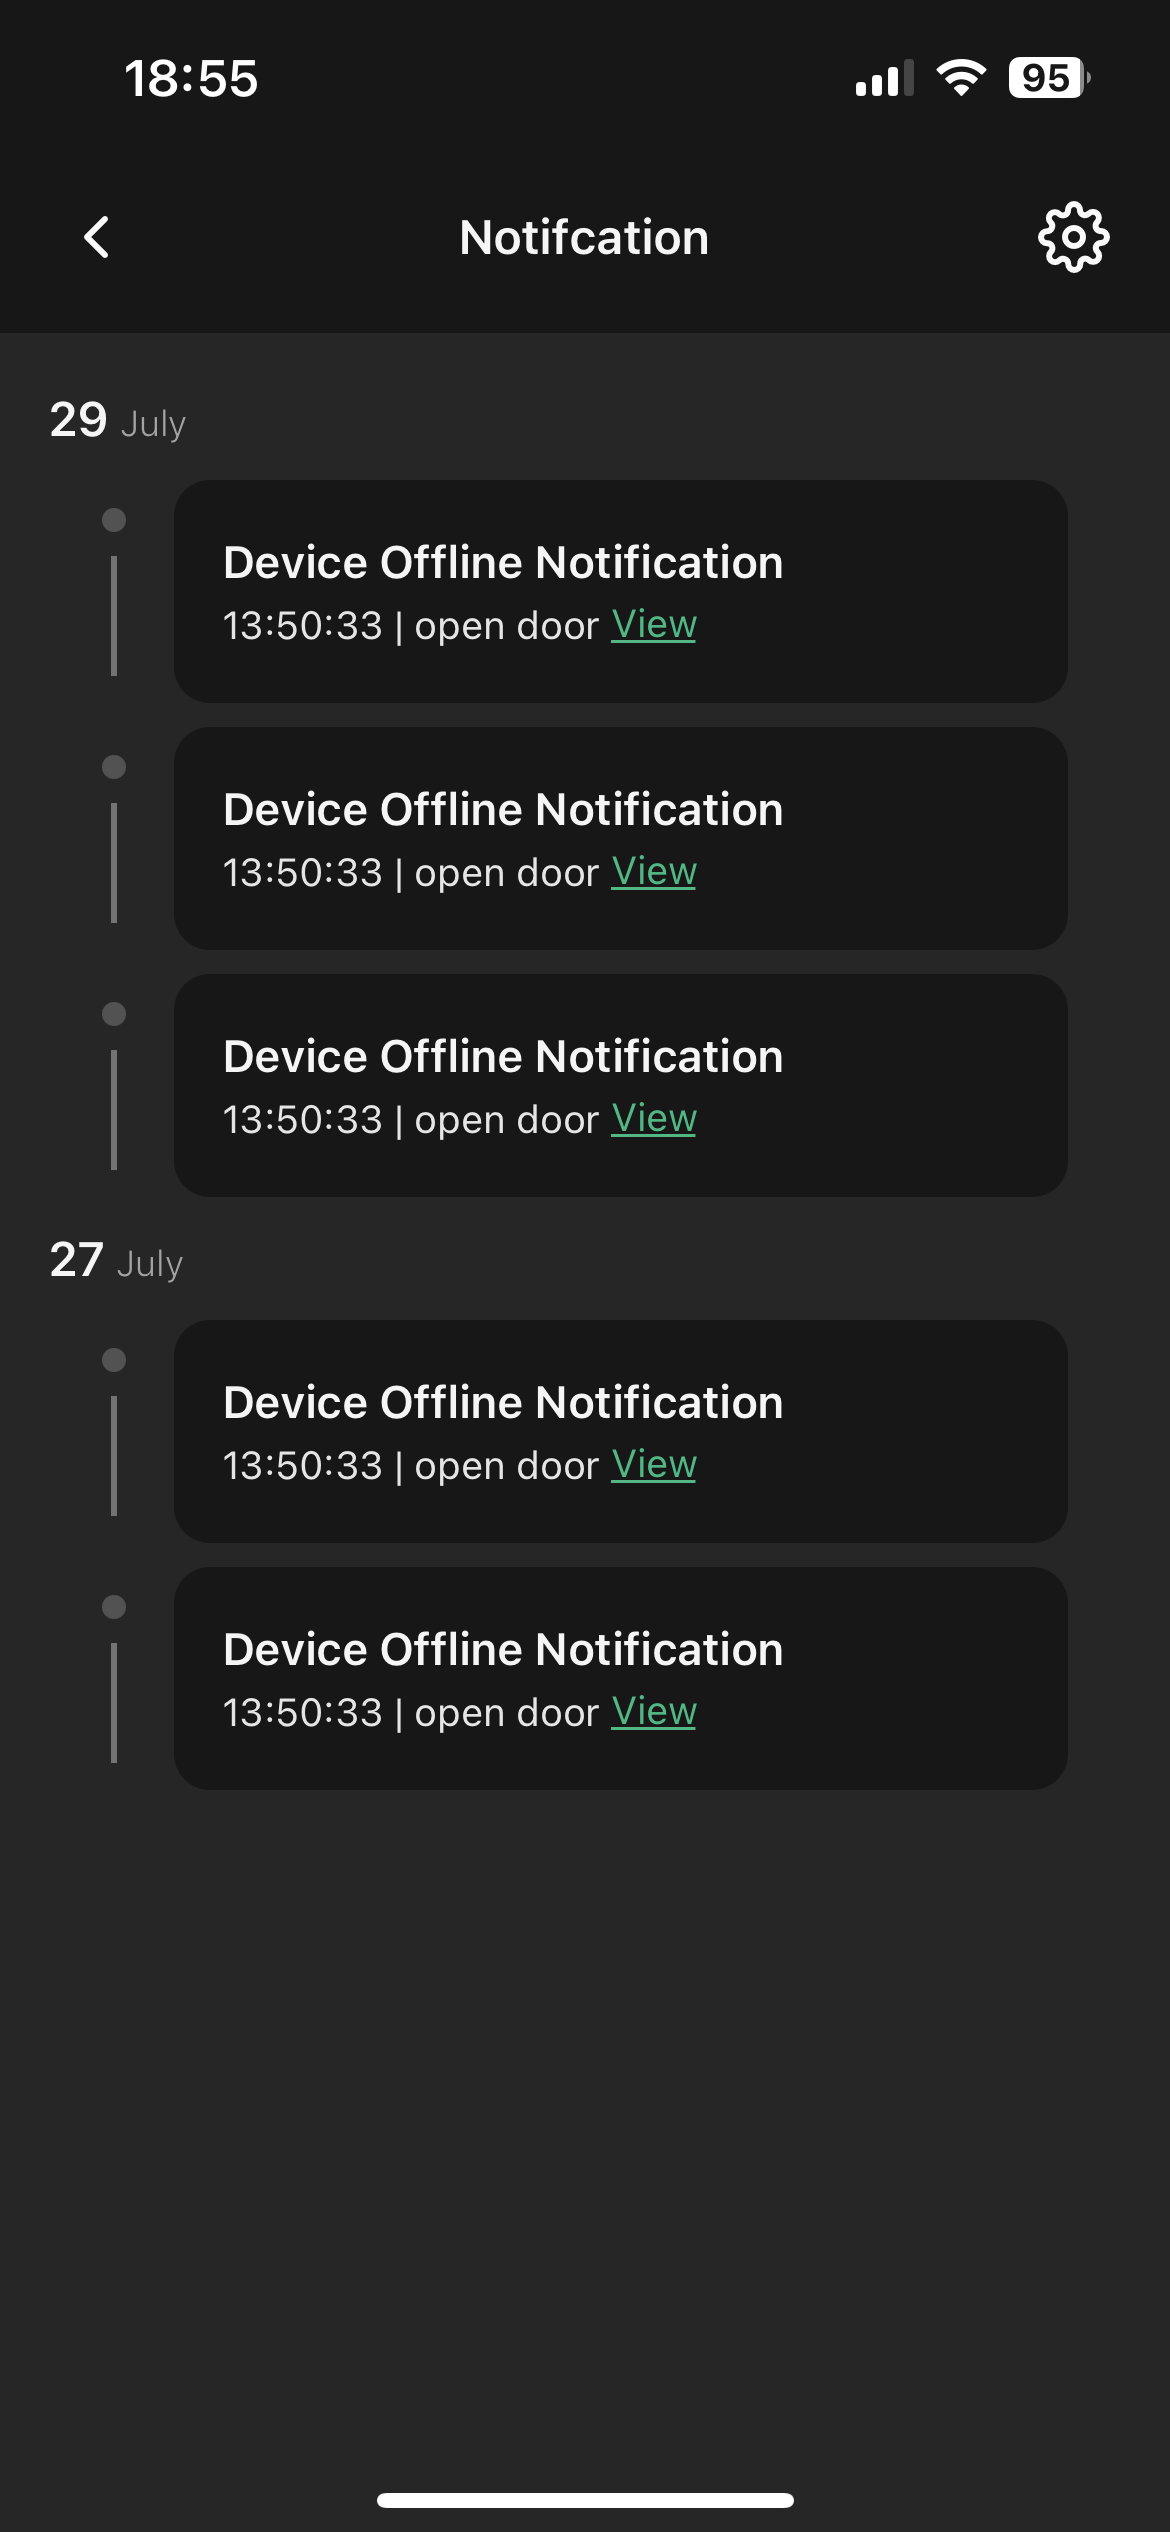 18:55
95
Notifcation
29 July
Device Offline Notification
13:50:33 | open door View
Device Offline Notification
13:50:33 | open door View
Device Offline Notification
13:50:33 | open door View
27 July
Device Offline Notification
13:50:33 | open door View
Device Offline Notification
13:50:33 | open door View